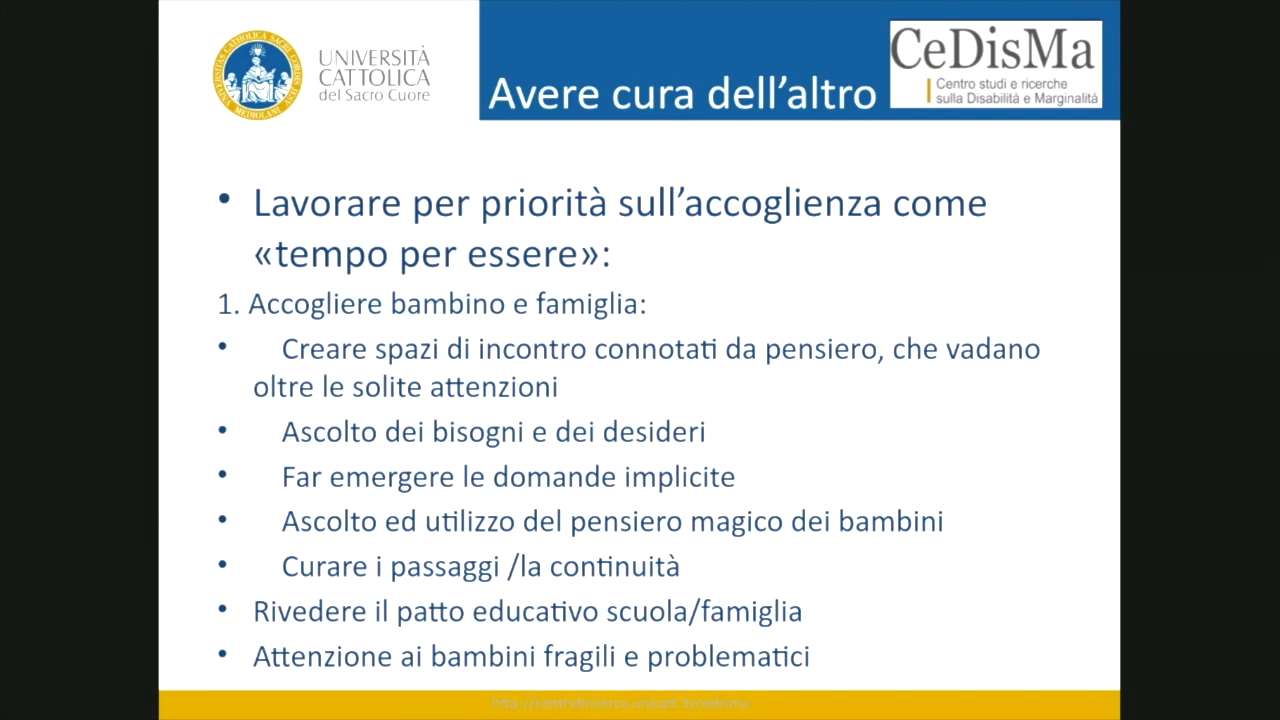 UNIVERSITÀ
CATTOLICA
del Sacro Cuore
Avere cura dell’altro
CeDisMa
Centro studi e ricerche
sulla Disabilità e Marginalità
• Lavorare per priorità sull’accoglienza come
«tempo per essere»:
1. Accogliere bambino e famiglia:
• Creare spazi di incontro connotati da pensiero, che vadano
oltre le solite attenzioni
• Ascolto dei bisogni e dei desideri
• Far emergere le domande implicite
• Ascolto ed utilizzo del pensiero magico dei bambini
• Curare i passaggi /la continuità
• Rivedere il patto educativo scuola/famiglia
• Attenzione ai bambini fragili e problematici